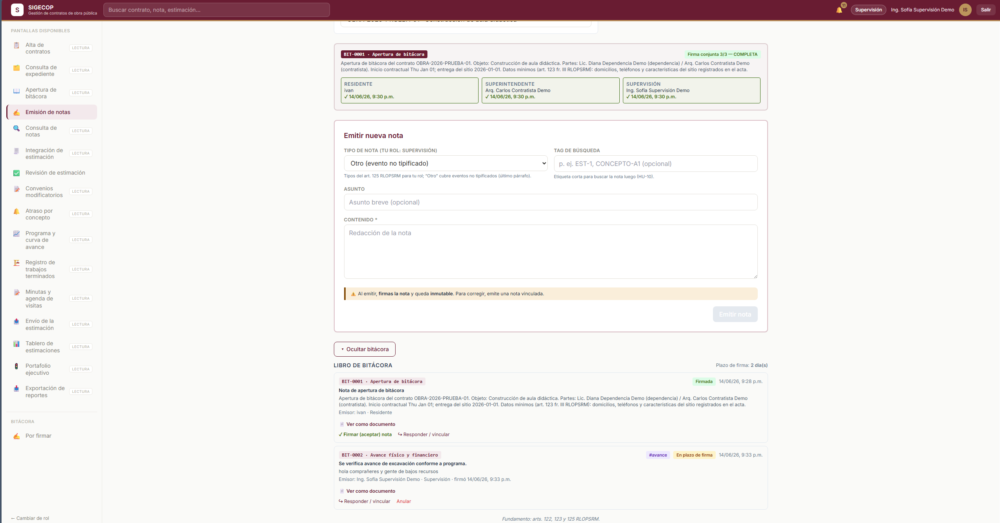 S
SIGECOP
Gestión de contratos de obra pública
Buscar contrato, nota, estimación...
11
Supervisión
Ing. Sofía Supervisión Demo
IS
Salir
PANTALLAS DISPONIBLES
Alta de
contratos
LECTURA
Consulta de
expediente
LECTURA
Apertura de
bitácora
LECTURA
Emisión de notas
Consulta de
notas
LECTURA
Integración de
estimación
LECTURA
Revisión de estimación
Convenios
modificatorios
LECTURA
Atraso por
concepto
LECTURA
Programa y
curva de
avance
LECTURA
Registro de
trabajos
terminados
LECTURA
Minutas y
agenda de
visitas
LECTURA
Envío de la
estimación
LECTURA
Tablero de
estimaciones
LECTURA
Portafolio
ejecutivo
LECTURA
Exportación de
reportes
LECTURA
BITÁCORA
Por firmar
← Cambiar de rol
BIT-0001 · Apertura de bitácora
Firma conjunta 3/3 — COMPLETA
Apertura de bitácora del contrato OBRA-2026-PRUEBA-01. Objeto: Construcción de aula didáctica. Partes: Lic. Diana Dependencia Demo (dependencia) / Arq. Carlos Contratista Demo
(contratista). Inicio contractual Thu Jan 01; entrega del sitio 2026-01-01. Datos mínimos (art. 123 fr. III RLOPSRM): domicilios, teléfonos y características del sitio registrados en el acta.
RESIDENTE
ivan
✓ 14/06/26, 9:30 p.m.
SUPERINTENDENTE
Arq. Carlos Contratista Demo
✓ 14/06/26, 9:30 p.m.
SUPERVISIÓN
Ing. Sofía Supervisión Demo
✓ 14/06/26, 9:30 p.m.
Emitir nueva nota
TIPO DE NOTA (TU ROL: SUPERVISIÓN)
Otro (evento no tipificado)
Tipos del art. 125 RLOPSRM para tu rol; “Otro” cubre eventos no tipificados (último párrafo).
TAG DE BÚSQUEDA
p. ej. EST-1, CONCEPTO-A1 (opcional)
Etiqueta corta para buscar la nota luego (HU-10).
ASUNTO
Asunto breve (opcional)
CONTENIDO *
Redacción de la nota
⚠ Al emitir, firmas la nota y queda inmutable. Para corregir, emite una nota vinculada.
Emitir nota
▾ Ocultar bitácora
LIBRO DE BITÁCORA
Plazo de firma: 2 día(s)
BIT-0001 · Apertura de bitácora
Firmada
14/06/26, 9:28 p.m.
Nota de apertura de bitácora
Apertura de bitácora del contrato OBRA-2026-PRUEBA-01. Objeto: Construcción de aula didáctica. Partes: Lic. Diana Dependencia Demo (dependencia) / Arq. Carlos Contratista Demo
(contratista). Inicio contractual Thu Jan 01; entrega del sitio 2026-01-01. Datos mínimos (art. 123 fr. III RLOPSRM): domicilios, teléfonos y características del sitio registrados en el acta.
Emisor: ivan · Residente
Ver como documento
✓ Firmar (aceptar) nota
↪ Responder / vincular
BIT-0002 · Avance físico y financiero
#avance
En plazo de firma
14/06/26, 9:33 p.m.
Se verifica avance de excavación conforme a programa.
hola comprañeres y gente de bajos recursos
Emisor: Ing. Sofía Supervisión Demo · Supervisión · firmó 14/06/26, 9:33 p.m.
Ver como documento
↪ Responder / vincular
Anular
Fundamento: arts. 122, 123 y 125 RLOPSRM.